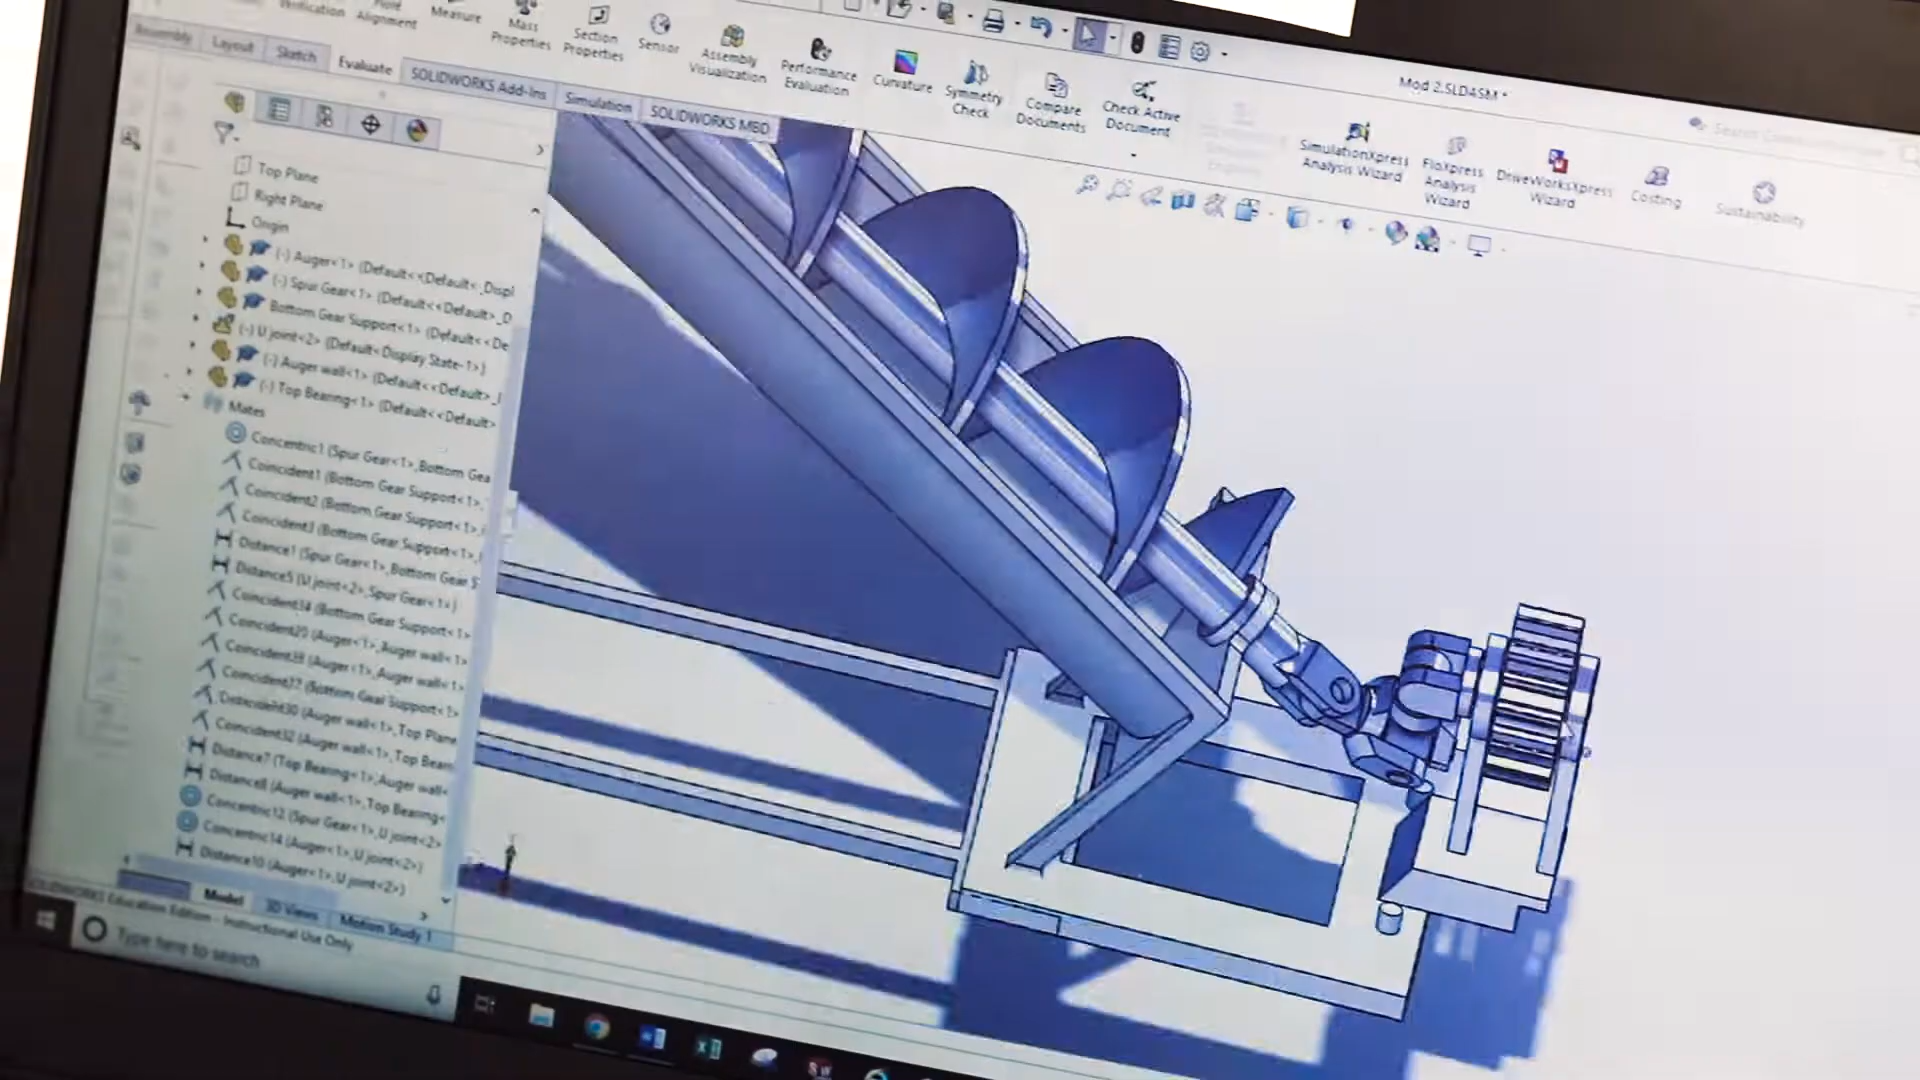 Alignment
Measure
Mass
Properties
Section
Properties
Sensor
Assembly
Visualization
Performance
Evaluation
Curvature
Symmetry
Check
Compare
Documents
Check Active
Document
SimulationXpress
Analysis Wizard
FloXpress
Analysis
Wizard
DriveWorksXpress
Wizard
Costing
Sustainability
Mod 2.SLDASM *
Assembly
Layout
Sketch
Evaluate
SOLIDWORKS Add-Ins
Simulation
SOLIDWORKS MBD
Top Plane
Right Plane
Origin
(-) Auger<1> (Default<<Default<_Displ
(-) Spur Gear<1> (Default<<Default>_D
Bottom Gear Support<1> (Default<<De
(-) U joint<2> (Default<Display State-1>)
(-) Auger wall<1> (Default<<Default>_
(-) Top Bearing<1> (Default<<Default>
Mates
Concentric1 (Spur Gear<1>,Bottom Gea
Coincident1 (Bottom Gear Support<1>,
Coincident2 (Bottom Gear Support<1>,
Coincident3 (Bottom Gear Support<1>,
Distance1 (Spur Gear<1>,Bottom Gear S
Distance5 (U joint<2>,Spur Gear<1>)
(Bottom Gear Support<1>,
(Auger<1>,Auger wall<1>
(Auger<1>,Auger wall<1>
(Bottom Gear Support<1>
(Auger wall<1>,Top Plane
Coincident32 (Auger wall<1>,Top Bear
Distance7 (Top Bearing<1>,Auger wall<
Distance8 (Auger wall<1>,Top Bearing<
Concentric12 (Spur Gear<1>,U joint<2>
Concentric14 (Auger<1>,U joint<2>)
Distance10 (Auger<1>,U joint<2>)
Model
3D Views
Motion Study 1
SOLIDWORKS Education Edition - Instructional Use Only
Type here to search